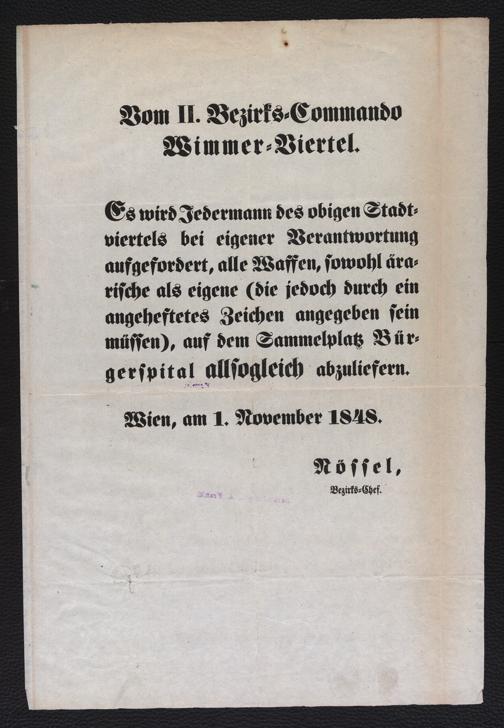 Vom II. Bezirks-Commando
Wimmer-Viertel.
Es wird Jedermann des obigen Stadt-
viertels bei eigener Verantwortung
aufgefordert, alle Waffen, sowohl ära-
rische als eigene (die jedoch durch ein
angeheftetes Zeichen angegeben sein
müssen), auf dem Sammelplatz Bür-
gerspital allsogleich abzuliefern.
Wien, am 1. November 1848.
Nössel,
Bezirks-Chef.